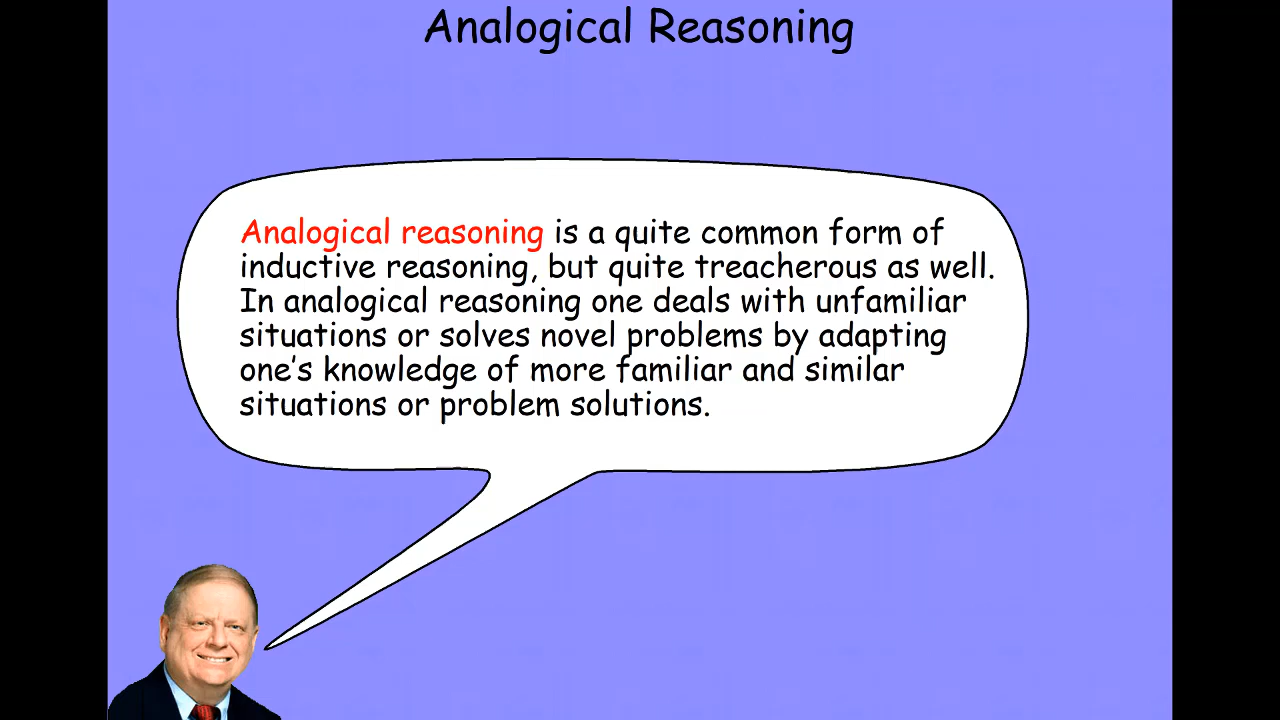 Analogical Reasoning
Analogical reasoning is a quite common form of
inductive reasoning, but quite treacherous as well.
In analogical reasoning one deals with unfamiliar
situations or solves novel problems by adapting
one's knowledge of more familiar and similar
situations or problem solutions.